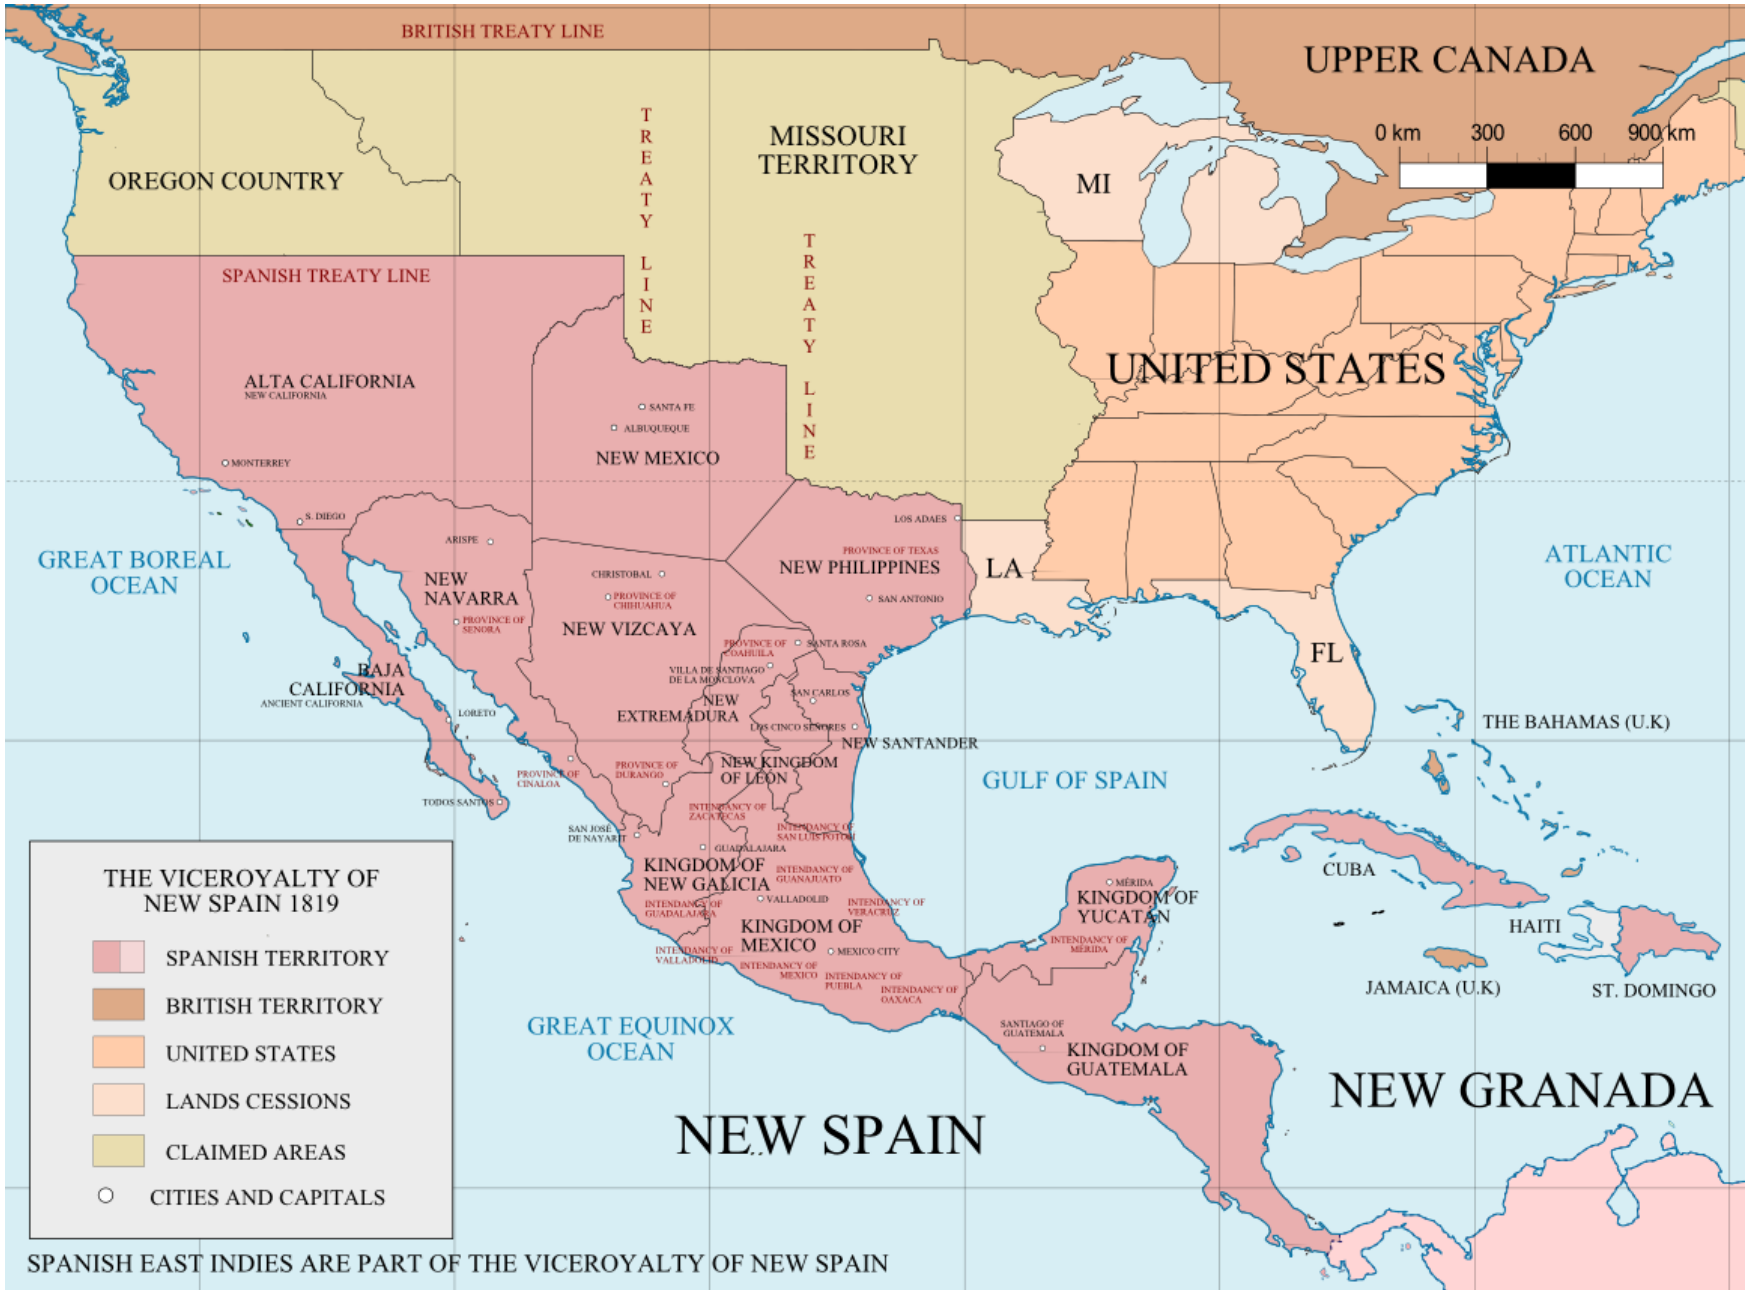 BRITISH TREATY LINE
UPPER CANADA
0 km 300 600 900 km
TREATY LINE
MISSOURI
TERRITORY
OREGON COUNTRY
MI
TREATY LINE
SPANISH TREATY LINE
UNITED STATES
ALTA CALIFORNIA
NEW CALIFORNIA
SANTA FE
ALBUQUEQUE
NEW MEXICO
MONTERREY
S. DIEGO
LOS ADAES
ARISPE
PROVINCE OF TEXAS
NEW PHILIPPINES
LA
GREAT BOREAL
OCEAN
ATLANTIC
OCEAN
CHRISTOBAL
NEW
NAVARRA
PROVINCE OF
CHIHUAHUA
SAN ANTONIO
PROVINCE OF
SENORA
NEW VIZCAYA
PROVINCE OF
COAHUILA
SANTA ROSA
FL
BAJA
CALIFORNIA
ANCIENT CALIFORNIA
VILLA DE SANTIAGO
DE LA MONCLOVA
SAN CARLOS
NEW
EXTREMADURA
LORETO
LOS CINCO SEÑORES
THE BAHAMAS (U.K)
NEW SANTANDER
PROVINCE OF
CINALOA
PROVINCE OF
DURANGO
NEW KINGDOM
OF LEÓN
GULF OF SPAIN
TODOS SANTOS
INTENDANCY OF
ZACATECAS
SAN JOSÉ
DE NAYARIT
INTENDANCY OF
SAN LUIS POTOSI
GUADALAJARA
KINGDOM OF
NEW GALICIA
INTENDANCY OF
GUANAJUATO
CUBA
MÉRIDA
KINGDOM OF
YUCATÁN
INTENDANCY OF
GUADALAJARA
VALLADOLID
INTENDANCY OF
VERACRUZ
HAITI
KINGDOM OF
MEXICO
INTENDANCY OF
MÉRIDA
INTENDANCY OF
VALLADOLID
MEXICO CITY
INTENDANCY OF
MEXICO
INTENDANCY OF
PUEBLA
INTENDANCY OF
OAXACA
JAMAICA (U.K)
ST. DOMINGO
GREAT EQUINOX
OCEAN
SANTIAGO OF
GUATEMALA
KINGDOM OF
GUATEMALA
NEW GRANADA
NEW SPAIN
THE VICEROYALTY OF
NEW SPAIN 1819
SPANISH TERRITORY
BRITISH TERRITORY
UNITED STATES
LANDS CESSIONS
CLAIMED AREAS
CITIES AND CAPITALS
SPANISH EAST INDIES ARE PART OF THE VICEROYALTY OF NEW SPAIN